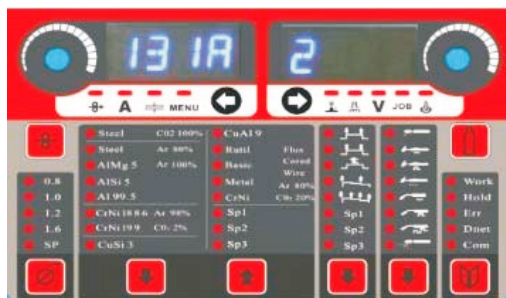 131A 2
A MENU V JOB
Steel CO2 100%
Steel Ar 80%
AlMg 5 Ar 100%
AlSi 5
Al 99.5
CrNi 18 8 6 Ar 98%
CrNi 19 9 CO2 2%
CuSi 3
CuAl 9
Rutil Flux
Basic Cored
Wire
Metal Ar 80%
CrNi CO2 20%
Sp1
Sp2
Sp3
Sp1
Sp2
Sp3
0.8
1.0
1.2
1.6
SP
Work
Hold
Err
Dnet
Com